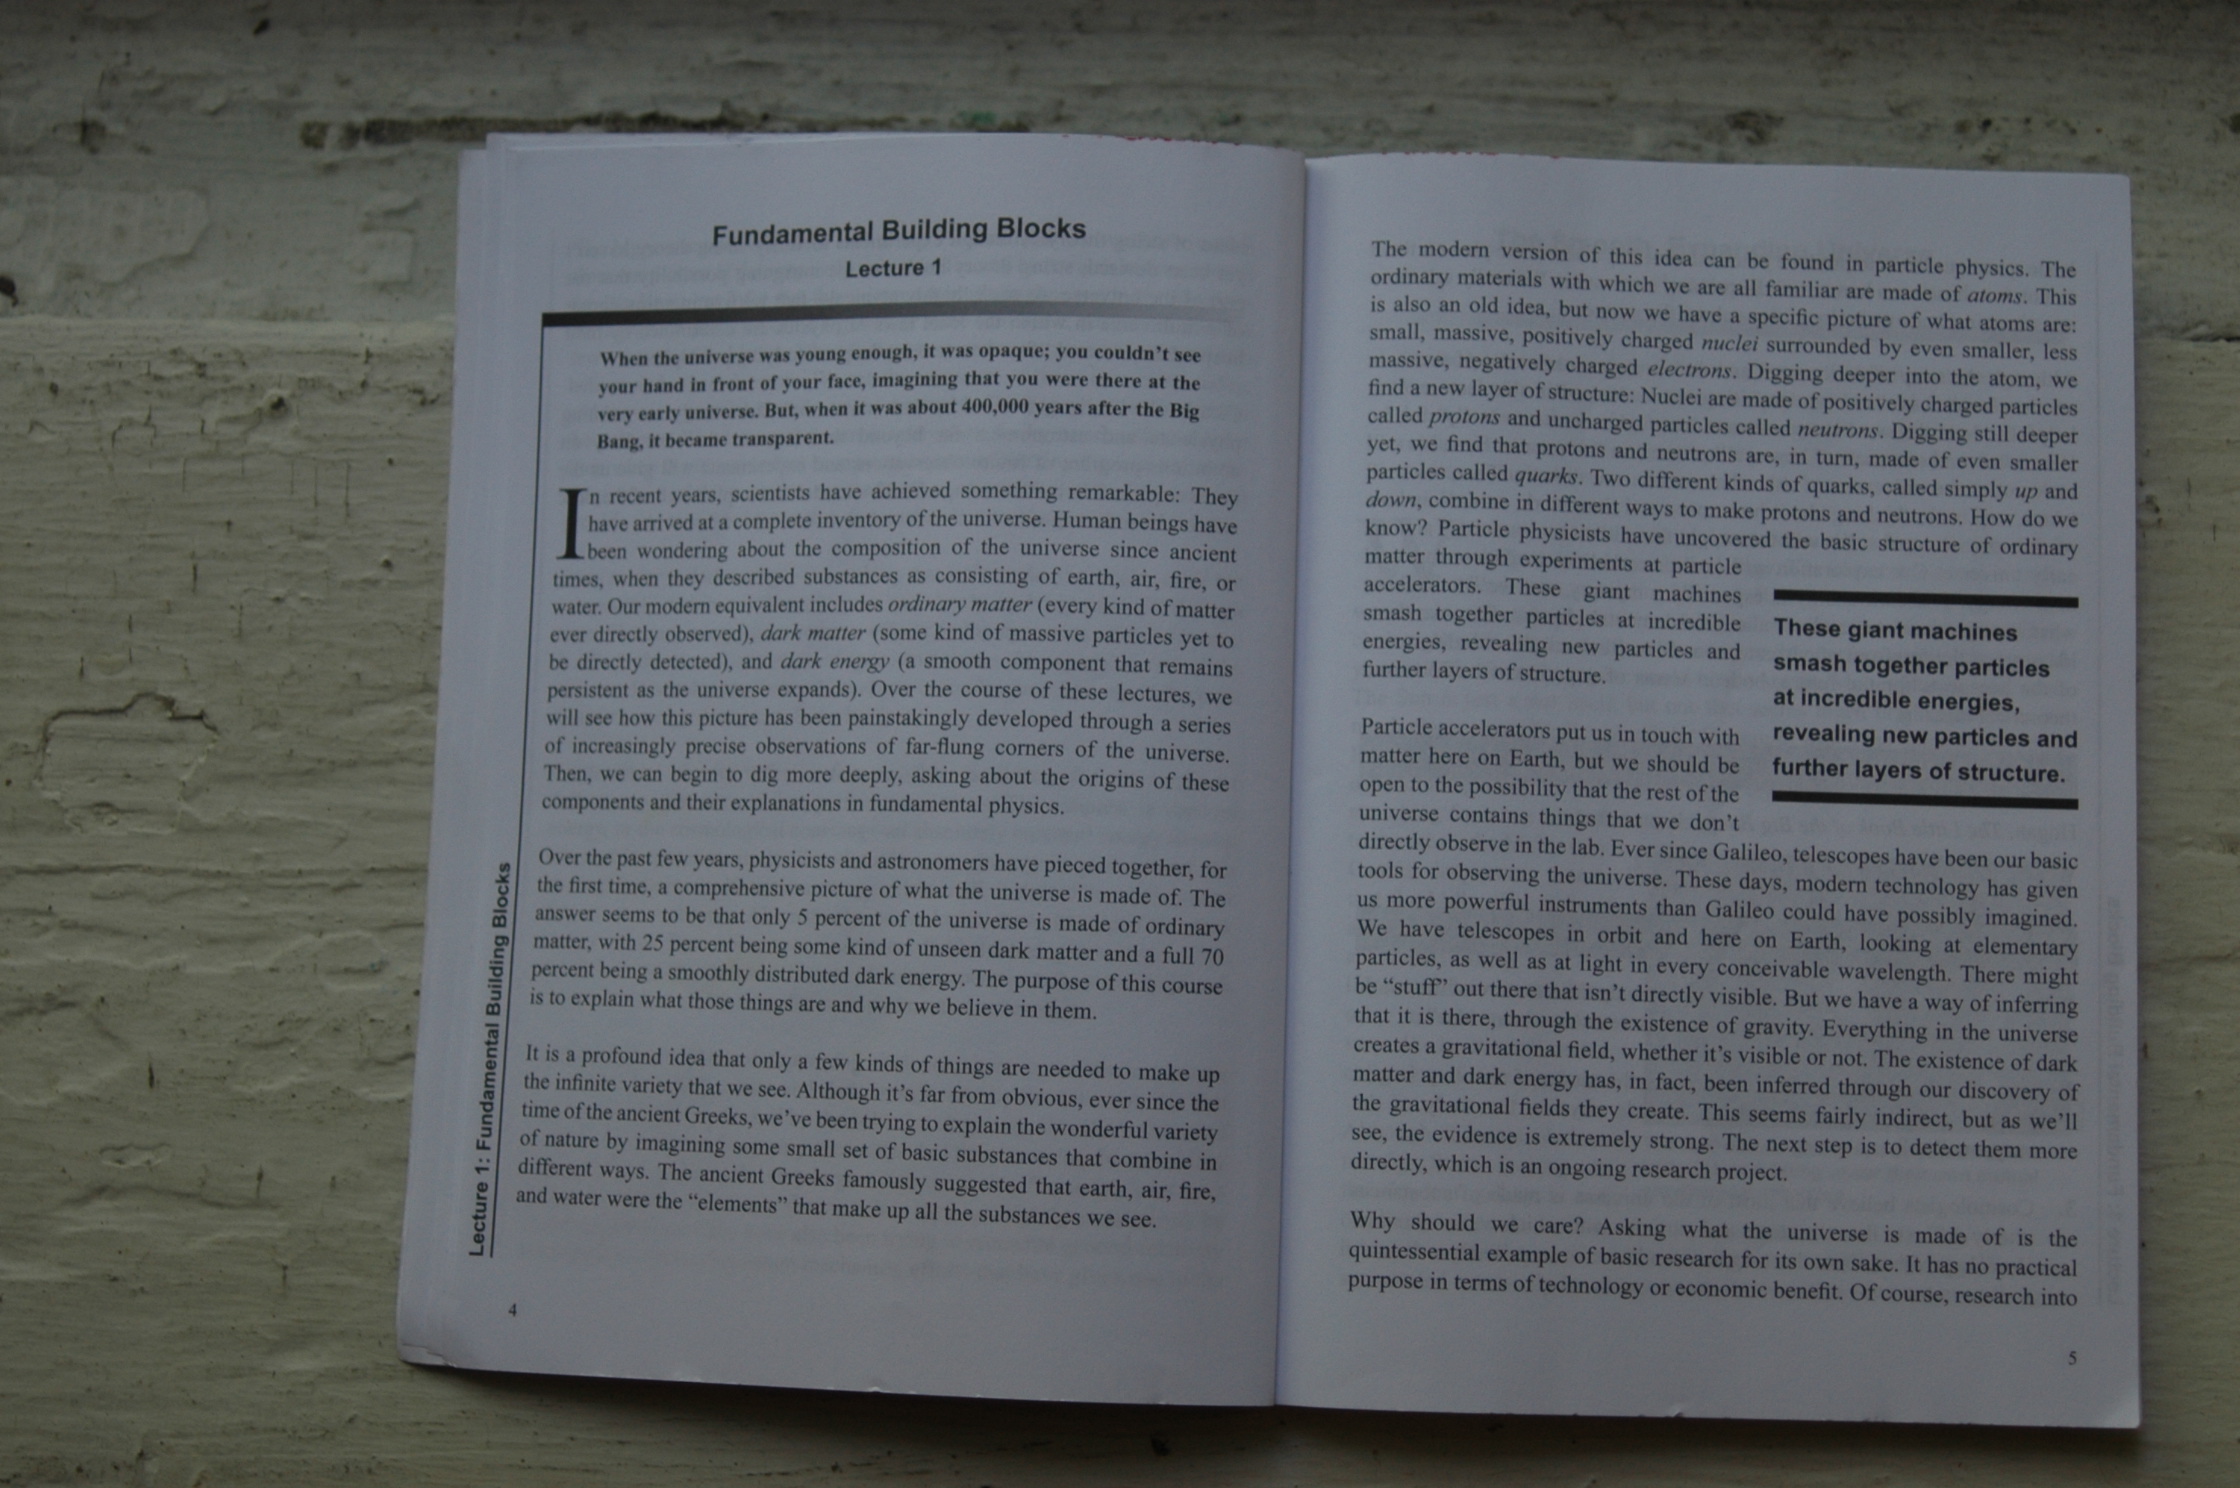 Fundamental Building Blocks
Lecture 1
When the universe was young enough, it was opaque; you couldn’t see
your hand in front of your face, imagining that you were there at the
very early universe. But, when it was about 400,000 years after the Big
Bang, it became transparent.
In recent years, scientists have achieved something remarkable: They
have arrived at a complete inventory of the universe. Human beings have
been wondering about the composition of the universe since ancient
times, when they described substances as consisting of earth, air, fire, or
water. Our modern equivalent includes ordinary matter (every kind of matter
ever directly observed), dark matter (some kind of massive particles yet to
be directly detected), and dark energy (a smooth component that remains
persistent as the universe expands). Over the course of these lectures, we
will see how this picture has been painstakingly developed through a series
of increasingly precise observations of far-flung corners of the universe.
Then, we can begin to dig more deeply, asking about the origins of these
components and their explanations in fundamental physics.
Over the past few years, physicists and astronomers have pieced together, for
the first time, a comprehensive picture of what the universe is made of. The
answer seems to be that only 5 percent of the universe is made of ordinary
matter, with 25 percent being some kind of unseen dark matter and a full 70
percent being a smoothly distributed dark energy. The purpose of this course
is to explain what those things are and why we believe in them.
It is a profound idea that only a few kinds of things are needed to make up
the infinite variety that we see. Although it’s far from obvious, ever since the
time of the ancient Greeks, we’ve been trying to explain the wonderful variety
of nature by imagining some small set of basic substances that combine in
different ways. The ancient Greeks famously suggested that earth, air, fire,
and water were the “elements” that make up all the substances we see.
Lecture 1: Fundamental Building Blocks
4
The modern version of this idea can be found in particle physics. The
ordinary materials with which we are all familiar are made of atoms. This
is also an old idea, but now we have a specific picture of what atoms are:
small, massive, positively charged nuclei surrounded by even smaller, less
massive, negatively charged electrons. Digging deeper into the atom, we
find a new layer of structure: Nuclei are made of positively charged particles
called protons and uncharged particles called neutrons. Digging still deeper
yet, we find that protons and neutrons are, in turn, made of even smaller
particles called quarks. Two different kinds of quarks, called simply up and
down, combine in different ways to make protons and neutrons. How do we
know? Particle physicists have uncovered the basic structure of ordinary
matter through experiments at particle
accelerators. These giant machines
smash together particles at incredible
energies, revealing new particles and
further layers of structure.
These giant machines
smash together particles
at incredible energies,
revealing new particles and
further layers of structure.
Particle accelerators put us in touch with
matter here on Earth, but we should be
open to the possibility that the rest of the
universe contains things that we don’t
directly observe in the lab. Ever since Galileo, telescopes have been our basic
tools for observing the universe. These days, modern technology has given
us more powerful instruments than Galileo could have possibly imagined.
We have telescopes in orbit and here on Earth, looking at elementary
particles, as well as at light in every conceivable wavelength. There might
be “stuff” out there that isn’t directly visible. But we have a way of inferring
that it is there, through the existence of gravity. Everything in the universe
creates a gravitational field, whether it’s visible or not. The existence of dark
matter and dark energy has, in fact, been inferred through our discovery of
the gravitational fields they create. This seems fairly indirect, but as we’ll
see, the evidence is extremely strong. The next step is to detect them more
directly, which is an ongoing research project.
Why should we care? Asking what the universe is made of is the
quintessential example of basic research for its own sake. It has no practical
purpose in terms of technology or economic benefit. Of course, research into
5